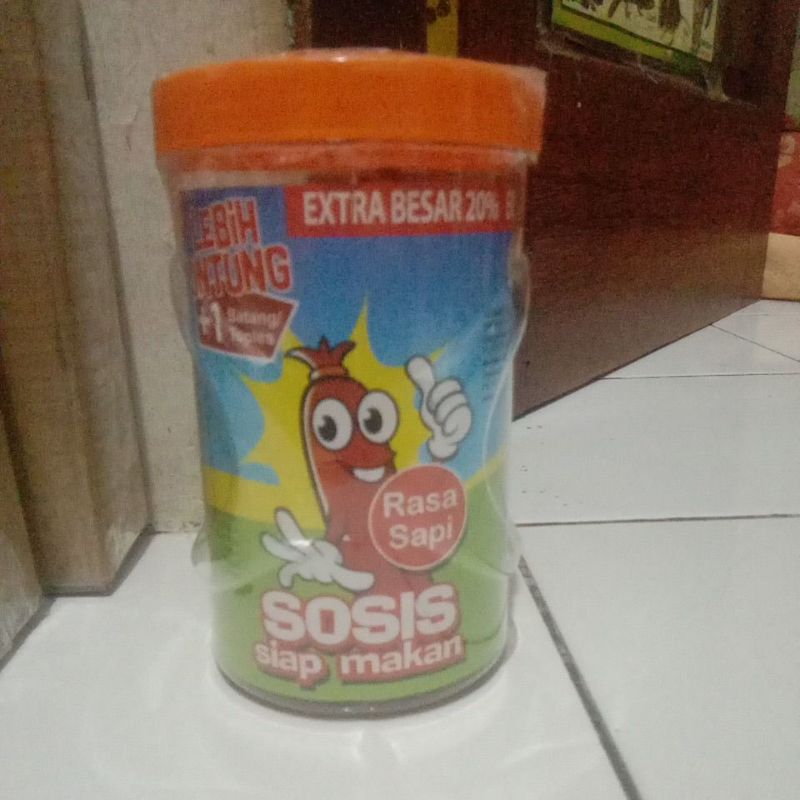 EXTRA BESAR 20%
LEBIH
UNTUNG
+1 Batang/
Toples
Rasa
Sapi
SOSIS
siap makan